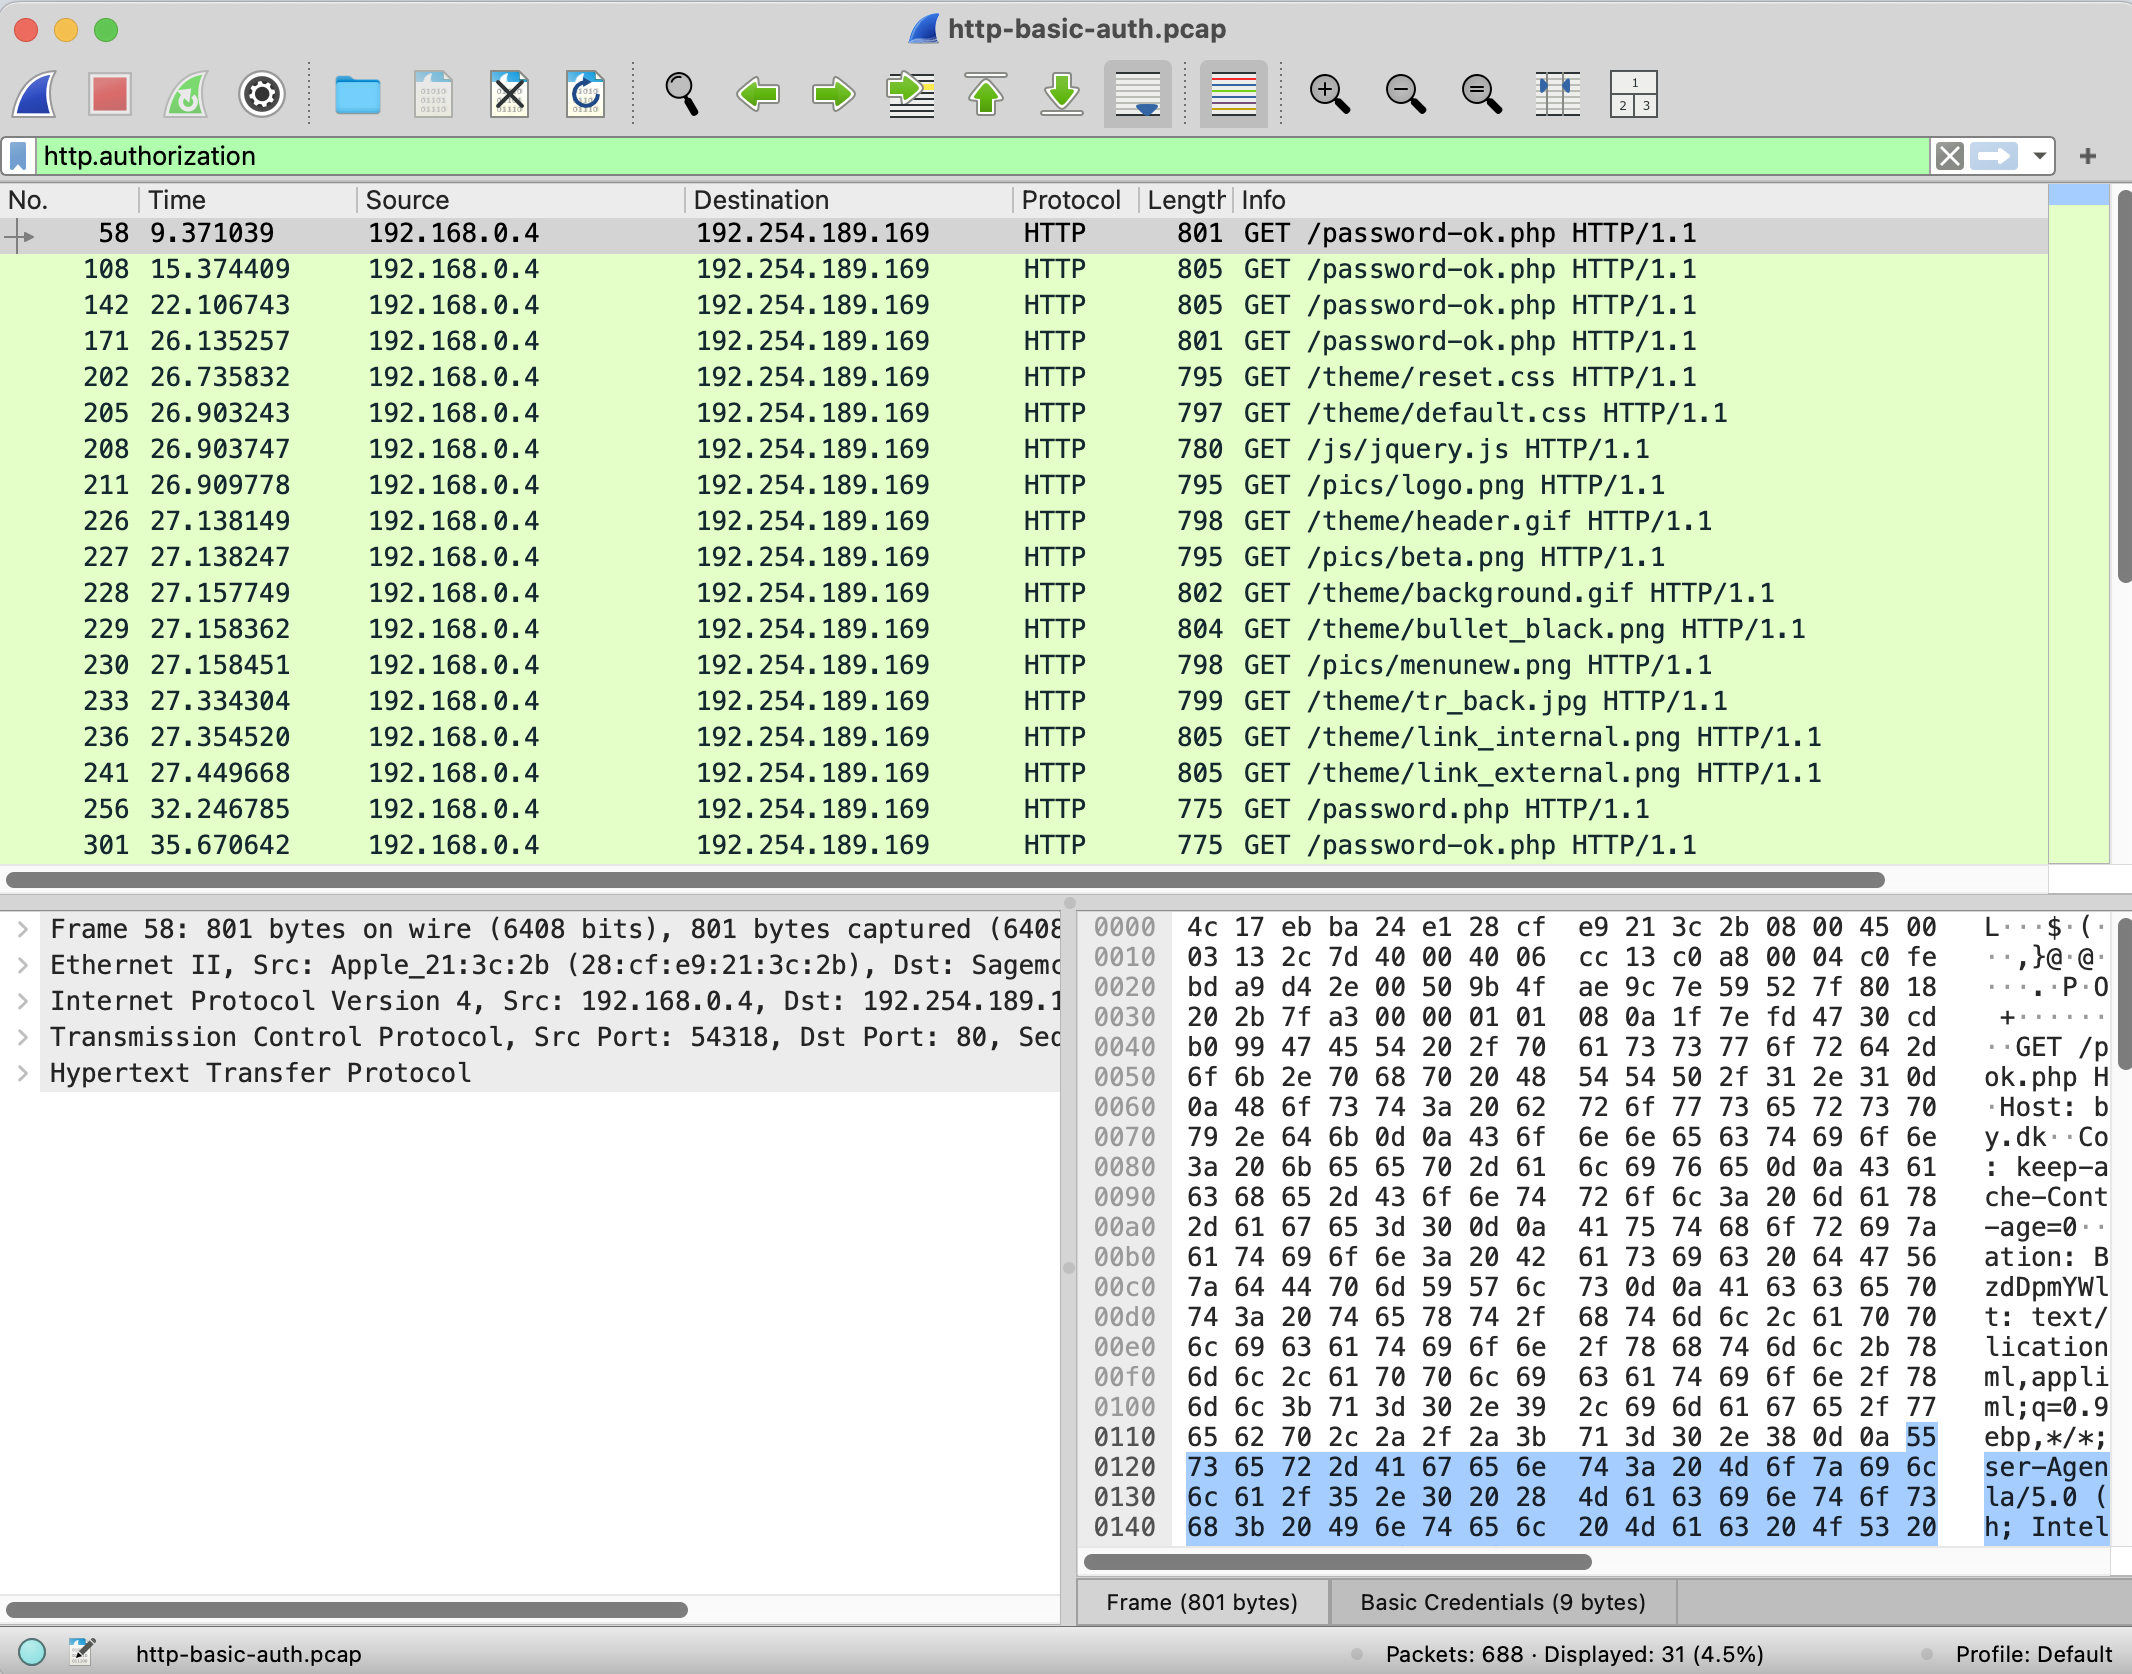 http-basic-auth.pcap
http.authorization
No. Time Source Destination Protocol Length Info
58 9.371039 192.168.0.4 192.254.189.169 HTTP 801 GET /password-ok.php HTTP/1.1
108 15.374409 192.168.0.4 192.254.189.169 HTTP 805 GET /password-ok.php HTTP/1.1
142 22.106743 192.168.0.4 192.254.189.169 HTTP 805 GET /password-ok.php HTTP/1.1
171 26.135257 192.168.0.4 192.254.189.169 HTTP 801 GET /password-ok.php HTTP/1.1
202 26.735832 192.168.0.4 192.254.189.169 HTTP 795 GET /theme/reset.css HTTP/1.1
205 26.903243 192.168.0.4 192.254.189.169 HTTP 797 GET /theme/default.css HTTP/1.1
208 26.903747 192.168.0.4 192.254.189.169 HTTP 780 GET /js/jquery.js HTTP/1.1
211 26.909778 192.168.0.4 192.254.189.169 HTTP 795 GET /pics/logo.png HTTP/1.1
226 27.138149 192.168.0.4 192.254.189.169 HTTP 798 GET /theme/header.gif HTTP/1.1
227 27.138247 192.168.0.4 192.254.189.169 HTTP 795 GET /pics/beta.png HTTP/1.1
228 27.157749 192.168.0.4 192.254.189.169 HTTP 802 GET /theme/background.gif HTTP/1.1
229 27.158362 192.168.0.4 192.254.189.169 HTTP 804 GET /theme/bullet_black.png HTTP/1.1
230 27.158451 192.168.0.4 192.254.189.169 HTTP 798 GET /pics/menunew.png HTTP/1.1
233 27.334304 192.168.0.4 192.254.189.169 HTTP 799 GET /theme/tr_back.jpg HTTP/1.1
236 27.354520 192.168.0.4 192.254.189.169 HTTP 805 GET /theme/link_internal.png HTTP/1.1
241 27.449668 192.168.0.4 192.254.189.169 HTTP 805 GET /theme/link_external.png HTTP/1.1
256 32.246785 192.168.0.4 192.254.189.169 HTTP 775 GET /password.php HTTP/1.1
301 35.670642 192.168.0.4 192.254.189.169 HTTP 775 GET /password-ok.php HTTP/1.1
Frame 58: 801 bytes on wire (6408 bits), 801 bytes captured (6408
Ethernet II, Src: Apple_21:3c:2b (28:cf:e9:21:3c:2b), Dst: Sagemc
Internet Protocol Version 4, Src: 192.168.0.4, Dst: 192.254.189.1
Transmission Control Protocol, Src Port: 54318, Dst Port: 80, Seq
Hypertext Transfer Protocol
0000 4c 17 eb ba 24 e1 28 cf e9 21 3c 2b 08 00 45 00 L···$·(·
0010 03 13 2c 7d 40 00 40 06 cc 13 c0 a8 00 04 c0 fe ··,}@·@·
0020 bd a9 d4 2e 00 50 9b 4f ae 9c 7e 59 52 7f 80 18 ···.·P·O
0030 20 2b 7f a3 00 00 01 01 08 0a 1f 7e fd 47 30 cd +······
0040 b0 99 47 45 54 20 2f 70 61 73 73 77 6f 72 64 2d ··GET /p
0050 6f 6b 2e 70 68 70 20 48 54 54 50 2f 31 2e 31 0d ok.php H
0060 0a 48 6f 73 74 3a 20 62 72 6f 77 73 65 72 73 70 ·Host: b
0070 79 2e 64 6b 0d 0a 43 6f 6e 6e 65 63 74 69 6f 6e y.dk··Co
0080 3a 20 6b 65 65 70 2d 61 6c 69 76 65 0d 0a 43 61 : keep-a
0090 63 68 65 2d 43 6f 6e 74 72 6f 6c 3a 20 6d 61 78 che-Cont
00a0 2d 61 67 65 3d 30 0d 0a 41 75 74 68 6f 72 69 7a -age=0··
00b0 61 74 69 6f 6e 3a 20 42 61 73 69 63 20 64 47 56 ation: B
00c0 7a 64 44 70 6d 59 57 6c 73 0d 0a 41 63 63 65 70 zdDpmYWl
00d0 74 3a 20 74 65 78 74 2f 68 74 6d 6c 2c 61 70 70 t: text/
00e0 6c 69 63 61 74 69 6f 6e 2f 78 68 74 6d 6c 2b 78 lication
00f0 6d 6c 2c 61 70 70 6c 69 63 61 74 69 6f 6e 2f 78 ml,appli
0100 6d 6c 3b 71 3d 30 2e 39 2c 69 6d 61 67 65 2f 77 ml;q=0.9
0110 65 62 70 2c 2a 2f 2a 3b 71 3d 30 2e 38 0d 0a 55 ebp,*/*;
0120 73 65 72 2d 41 67 65 6e 74 3a 20 4d 6f 7a 69 6c ser-Agen
0130 6c 61 2f 35 2e 30 20 28 4d 61 63 69 6e 74 6f 73 la/5.0 (
0140 68 3b 20 49 6e 74 65 6c 20 4d 61 63 20 4f 53 20 h; Intel
Frame (801 bytes) Basic Credentials (9 bytes)
http-basic-auth.pcap Packets: 688 · Displayed: 31 (4.5%) Profile: Default